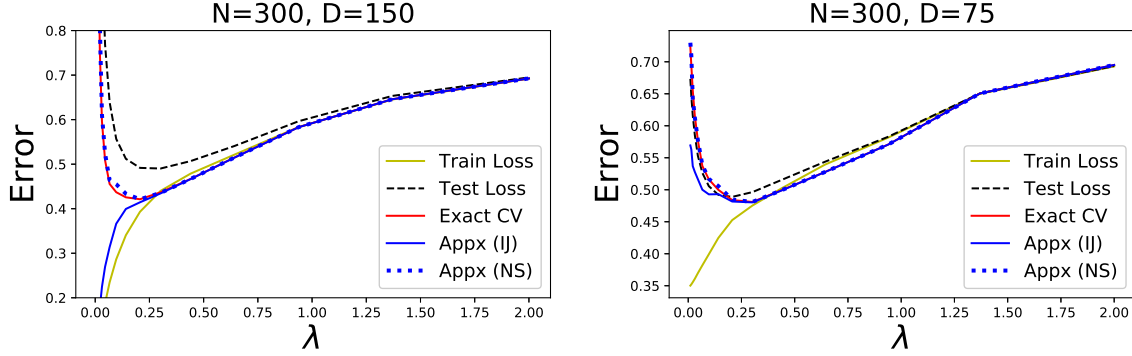 N=300, D=150
Error
0.8
0.7
0.6
0.5
0.4
0.3
0.2
0.00 0.25 0.50 0.75 1.00 1.25 1.50 1.75 2.00
λ
Train Loss
Test Loss
Exact CV
Appx (IJ)
Appx (NS)
N=300, D=75
Error
0.70
0.65
0.60
0.55
0.50
0.45
0.40
0.35
0.00 0.25 0.50 0.75 1.00 1.25 1.50 1.75 2.00
λ
Train Loss
Test Loss
Exact CV
Appx (IJ)
Appx (NS)